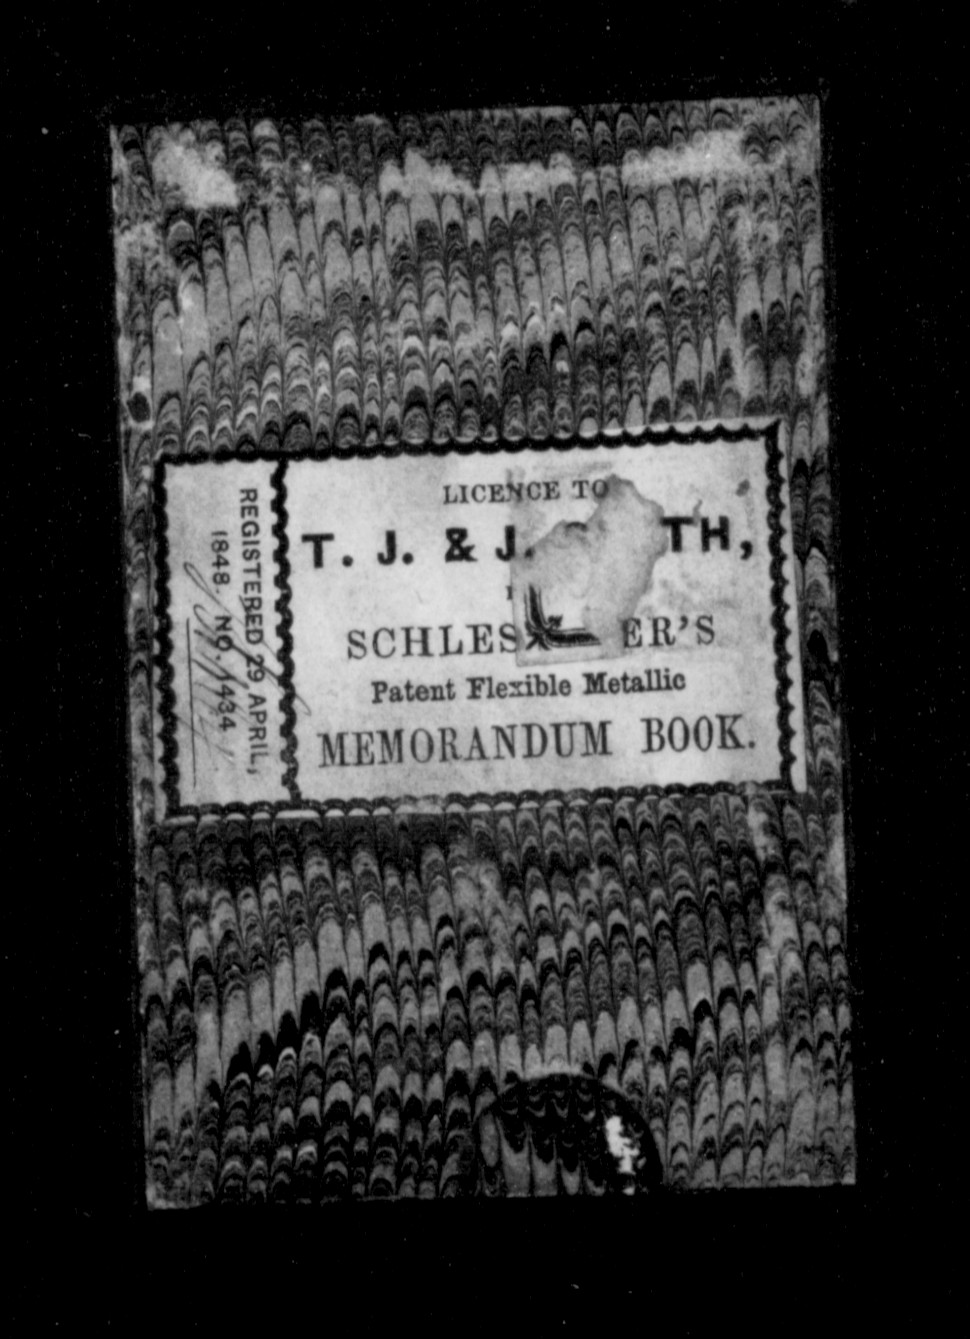 LICENCE TO
T. J. & J. TH,
SCHLES ER'S
Patent Flexible Metallic
MEMORANDUM BOOK.
REGISTERED 29 APRIL,
1848. NO. 1434